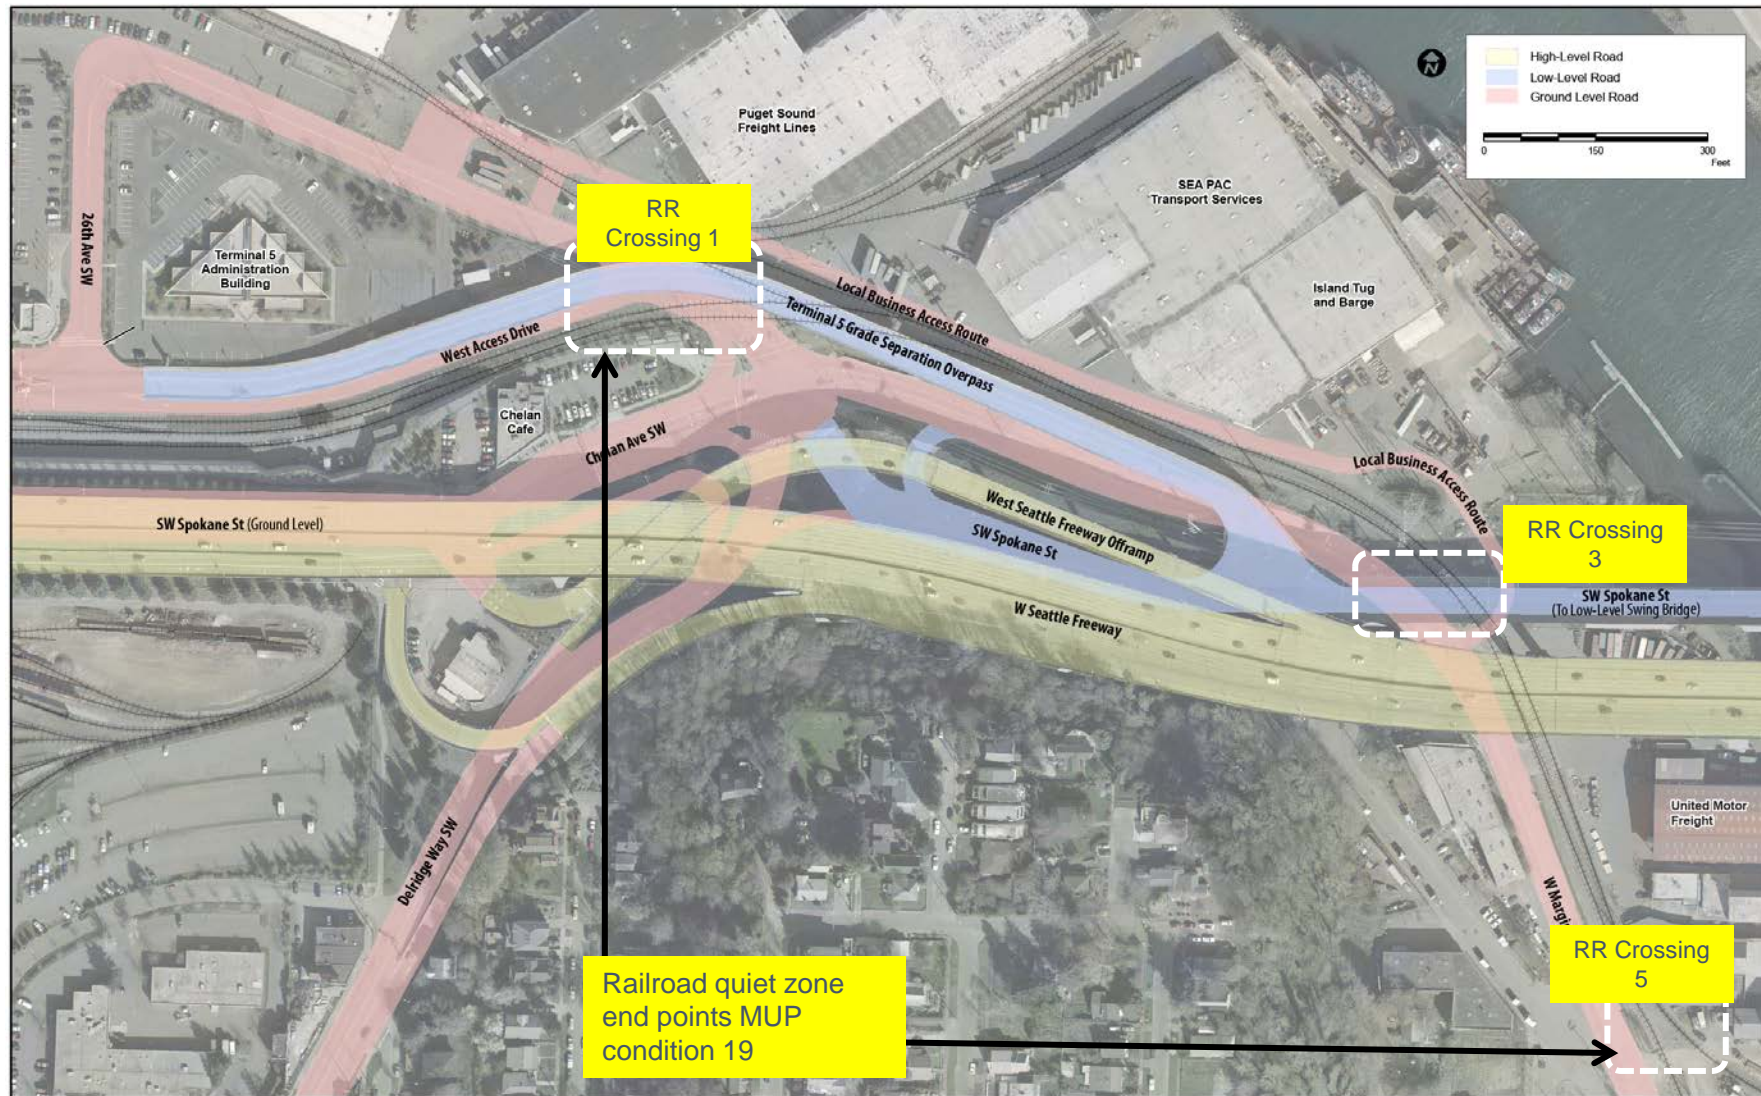 High-Level Road
Low-Level Road
Ground Level Road
0
150
300
Feet
N
Puget Sound
Freight Lines
SEA PAC
Transport Services
RR
Crossing 1
26th Ave SW
Terminal 5
Administration
Building
Island Tug
and Barge
Local Business Access Route
West Access Drive
Terminal 5 Grade Separation Overpass
Chelan
Cafe
Chelan Ave SW
Local Business Access Route
West Seattle Freeway Offramp
SW Spokane St (Ground Level)
SW Spokane St
RR Crossing
3
SW Spokane St
(To Low-Level Swing Bridge)
W Seattle Freeway
United Motor
Freight
Delridge Way SW
W Margi
RR Crossing
5
Railroad quiet zone
end points MUP
condition 19